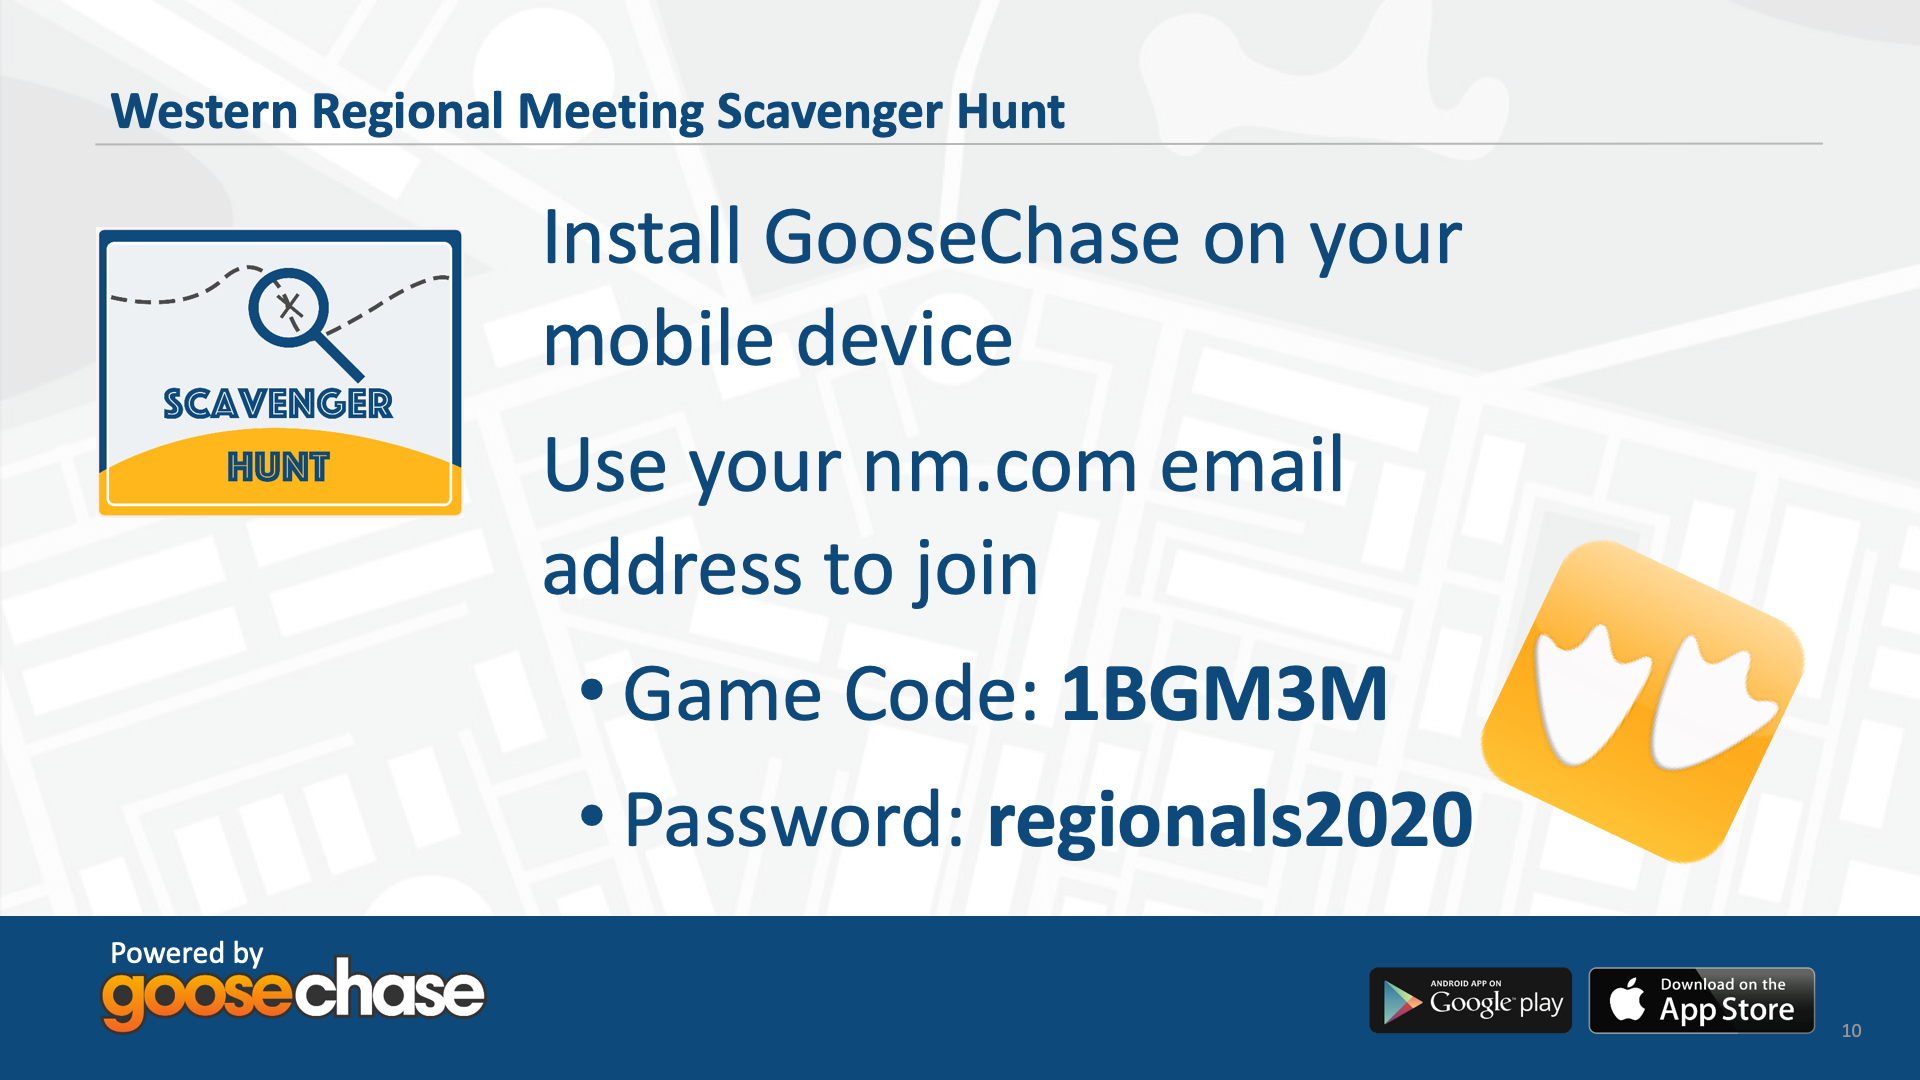 Western Regional Meeting Scavenger Hunt
SCAVENGER
HUNT
Install GooseChase on your
mobile device
Use your nm.com email
address to join
• Game Code: 1BGM3M
• Password: regionals2020
Powered by
goosechase
ANDROID APP ON
Google play
Download on the
App Store
10